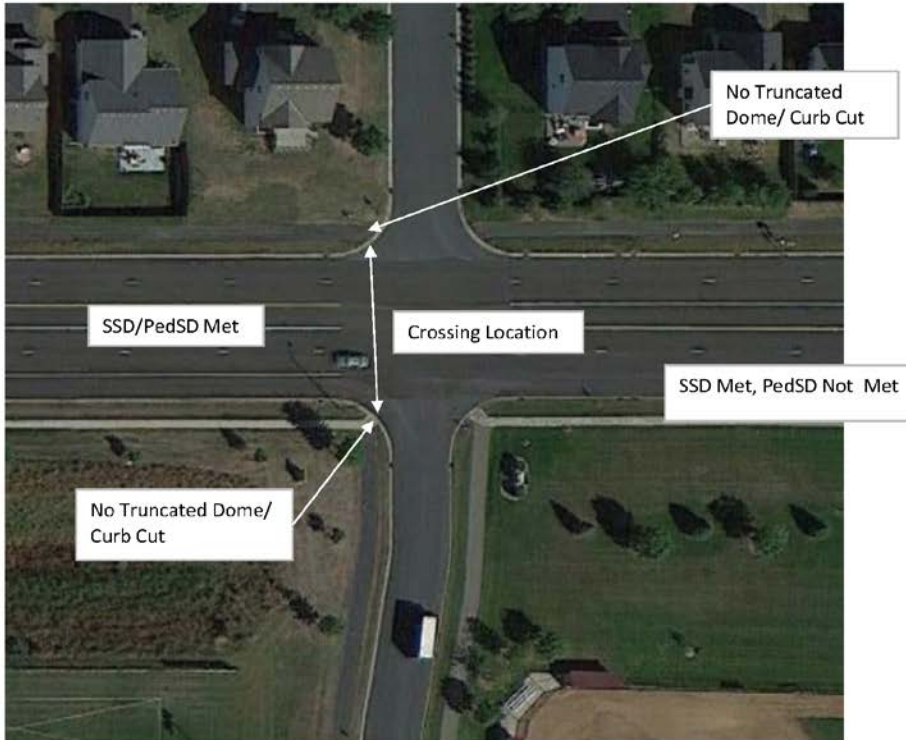 No Truncated
Dome/ Curb Cut
SSD/PedSD Met
Crossing Location
SSD Met, PedSD Not Met
No Truncated Dome/
Curb Cut